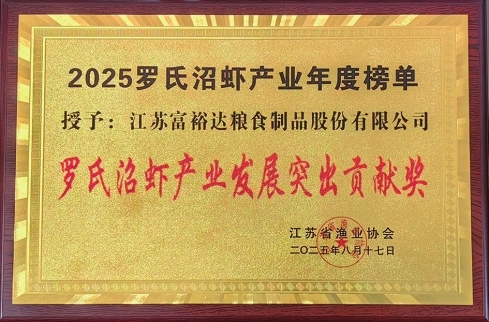 2025罗氏沼虾产业年度榜单
授予：江苏富裕达粮食制品股份有限公司
罗氏沼虾产业发展突出贡献奖
江苏省渔业协会
二〇二五年八月十七日